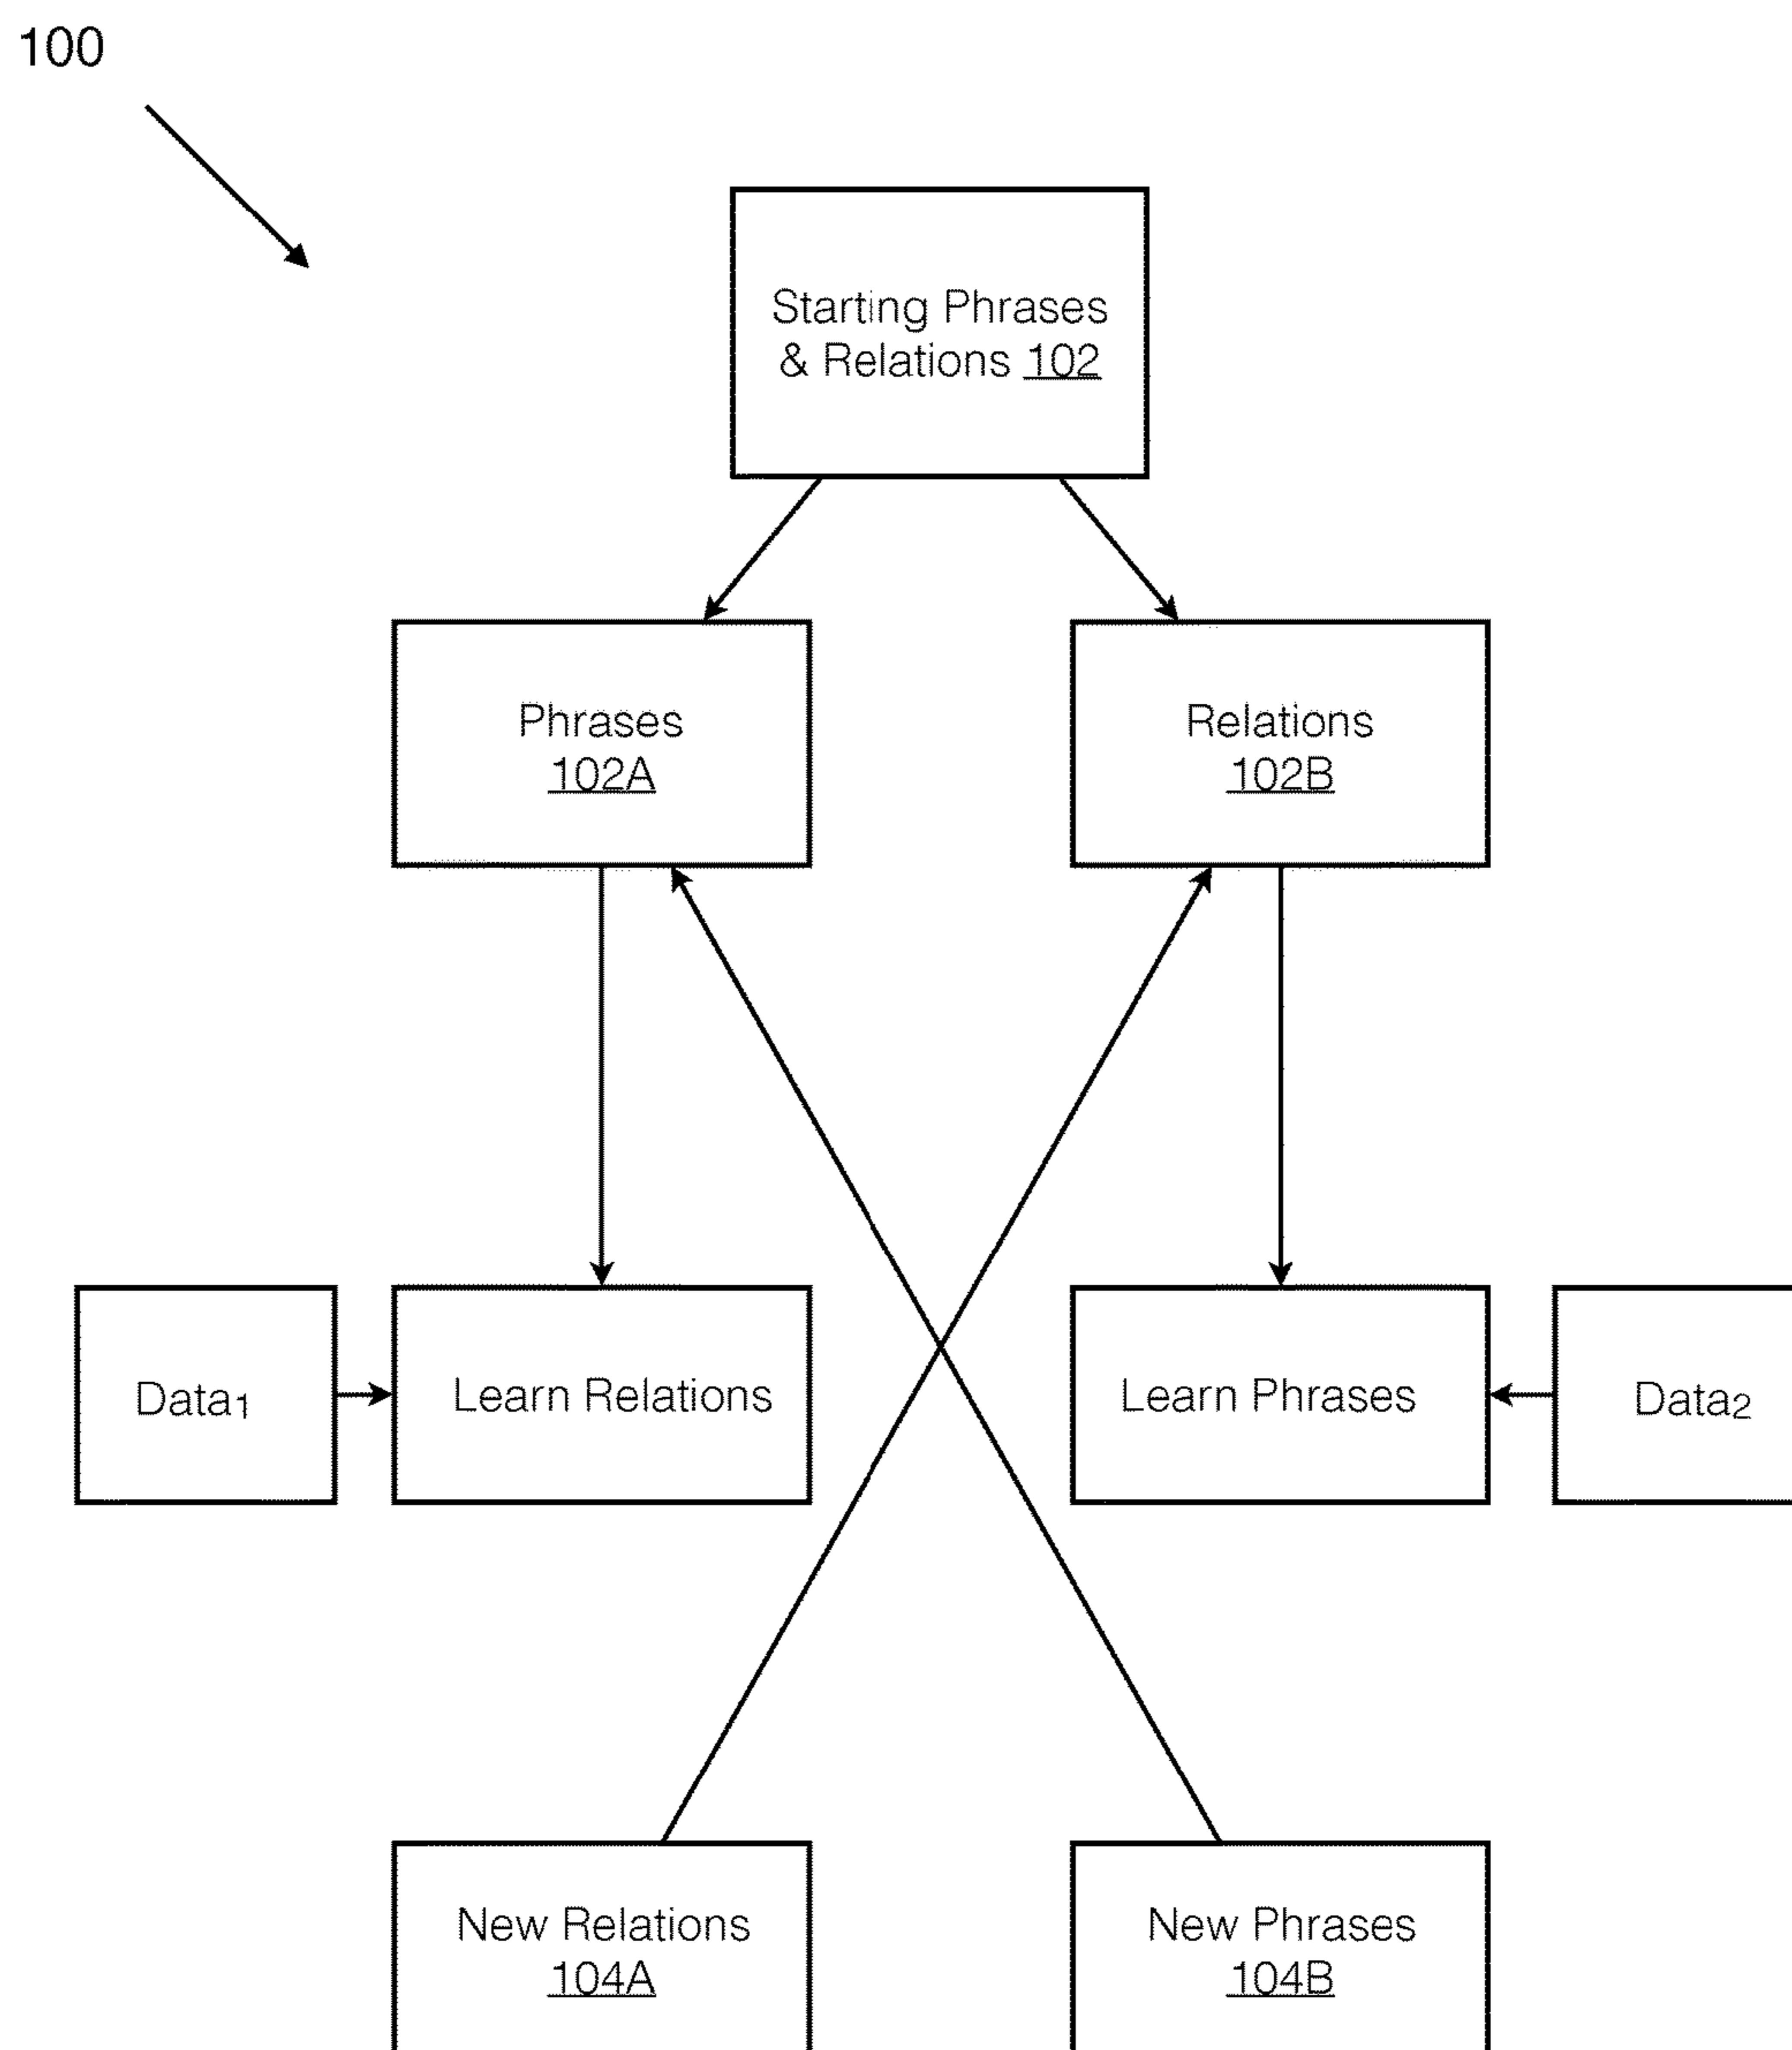 100
Starting Phrases
& Relations 102
Phrases
102A
Relations
102B
Data₁
Learn Relations
Learn Phrases
Data₂
New Relations
104A
New Phrases
104B